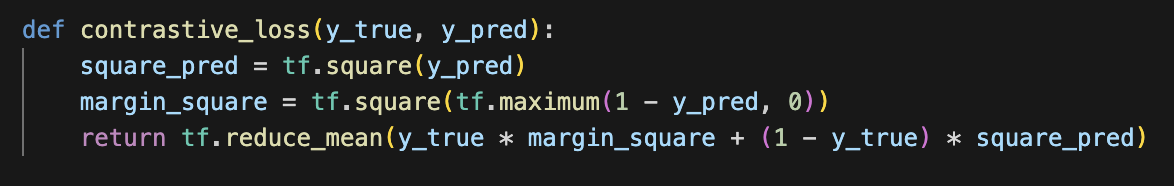 def contrastive_loss(y_true, y_pred):
    square_pred = tf.square(y_pred)
    margin_square = tf.square(tf.maximum(1 - y_pred, 0))
    return tf.reduce_mean(y_true * margin_square + (1 - y_true) * square_pred)